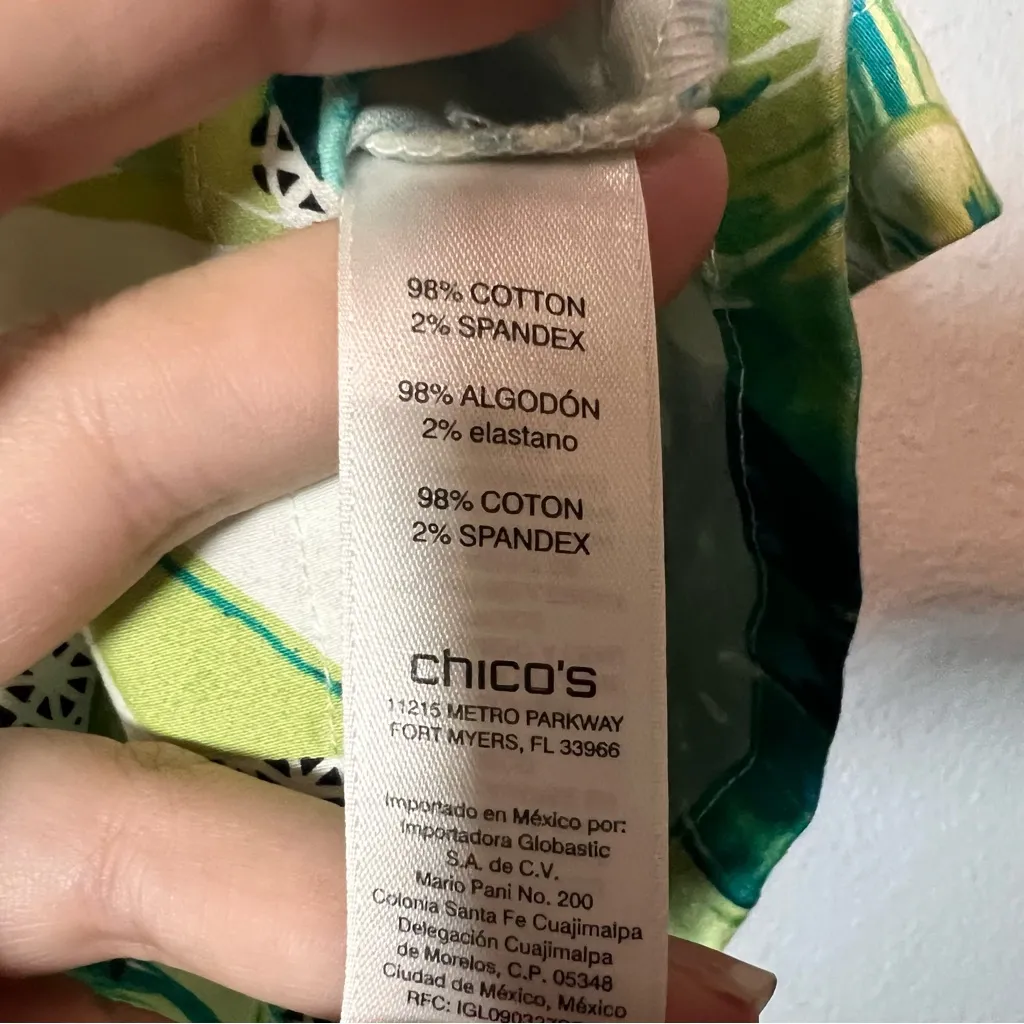 98% COTTON
2% SPANDEX
98% ALGODÓN
2% elastano
98% COTON
2% SPANDEX
chico's
11215 METRO PARKWAY
FORT MYERS, FL 33966
Importado en México por:
Importadora Globastic
S.A. de C.V.
Mario Pani No. 200
Colonia Santa Fe Cuajimalpa
Delegación Cuajimalpa
de Morelos, C.P. 05348
Ciudad de México, México
RFC: